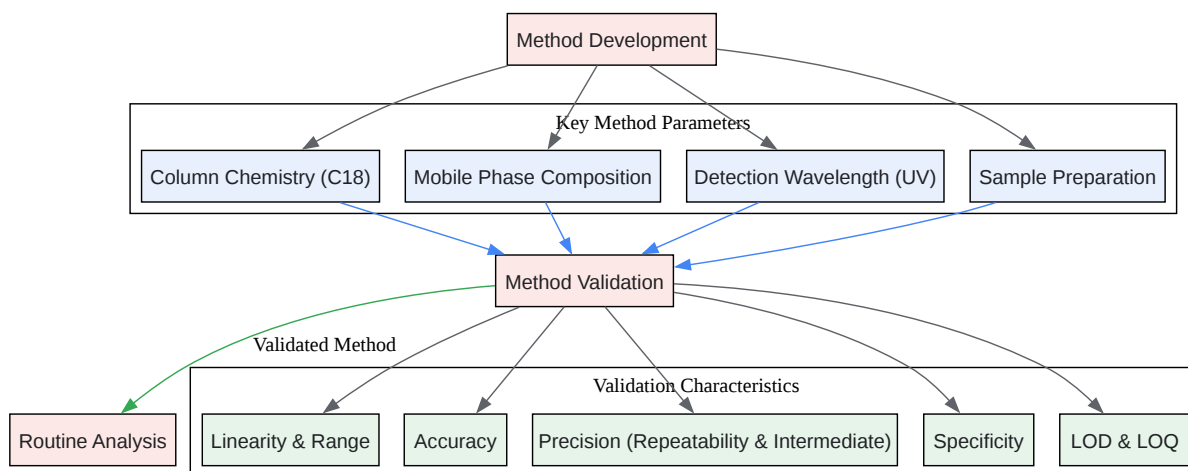 Method Development
Key Method Parameters
Column Chemistry (C18)
Mobile Phase Composition
Detection Wavelength (UV)
Sample Preparation
Method Validation
Validated Method
Validation Characteristics
Routine Analysis
Linearity & Range
Accuracy
Precision (Repeatability & Intermediate)
Specificity
LOD & LOQ